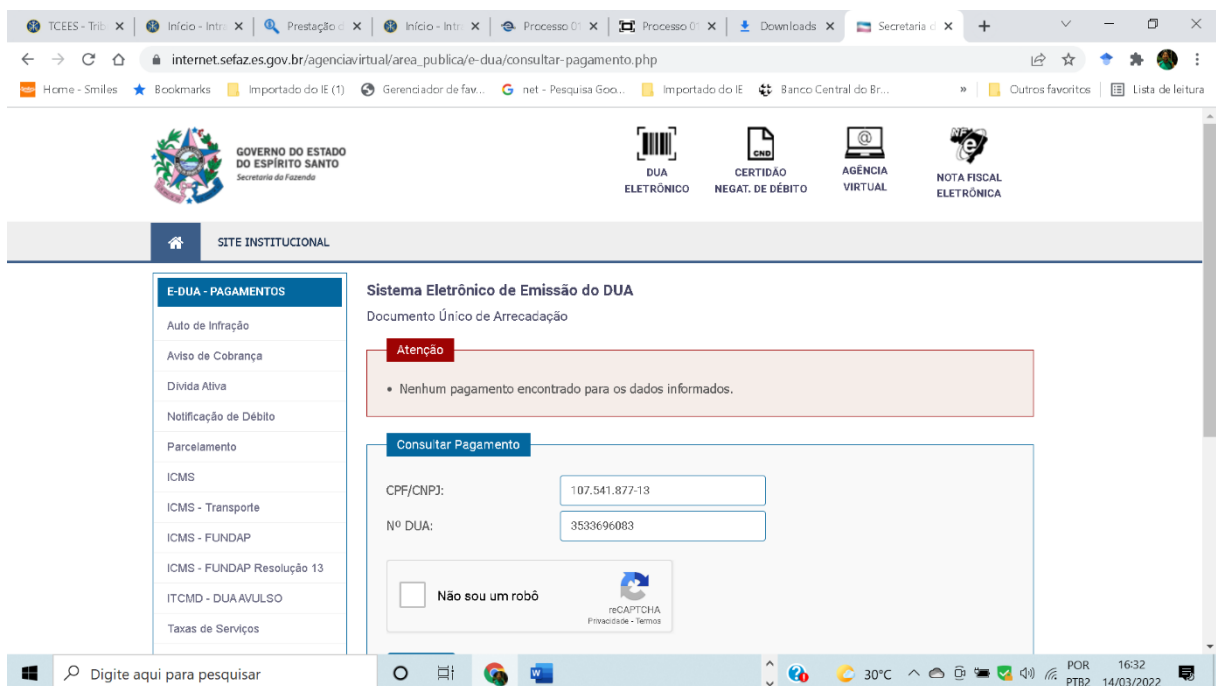 TCEES - Trib
Início - Intra
Prestação d
Início - Intra
Processo 01
Processo 01
Downloads
Secretaria d
internet.sefaz.es.gov.br/agenciavirtual/area_publica/e-dua/consultar-pagamento.php
Home - Smiles
Bookmarks
Importado do IE (1)
Gerenciador de fav...
net - Pesquisa Goo...
Importado do IE
Banco Central do Br...
»
Outros favoritos
Lista de leitura
GOVERNO DO ESTADO
DO ESPÍRITO SANTO
Secretaria da Fazenda
DUA
ELETRÔNICO
CND
CERTIDÃO
NEGAT. DE DÉBITO
@
AGÊNCIA
VIRTUAL
NF
e
NOTA FISCAL
ELETRÔNICA
SITE INSTITUCIONAL
E-DUA - PAGAMENTOS
Auto de Infração
Aviso de Cobrança
Dívida Ativa
Notificação de Débito
Parcelamento
ICMS
ICMS - Transporte
ICMS - FUNDAP
ICMS - FUNDAP Resolução 13
ITCMD - DUA AVULSO
Taxas de Serviços
Sistema Eletrônico de Emissão do DUA
Documento Único de Arrecadação
Atenção
• Nenhum pagamento encontrado para os dados informados.
Consultar Pagamento
CPF/CNPJ: 107.541.877-13
Nº DUA: 3533696083
Não sou um robô
reCAPTCHA
Privacidade - Termos
Digite aqui para pesquisar
30°C
POR
PTB2
16:32
14/03/2022